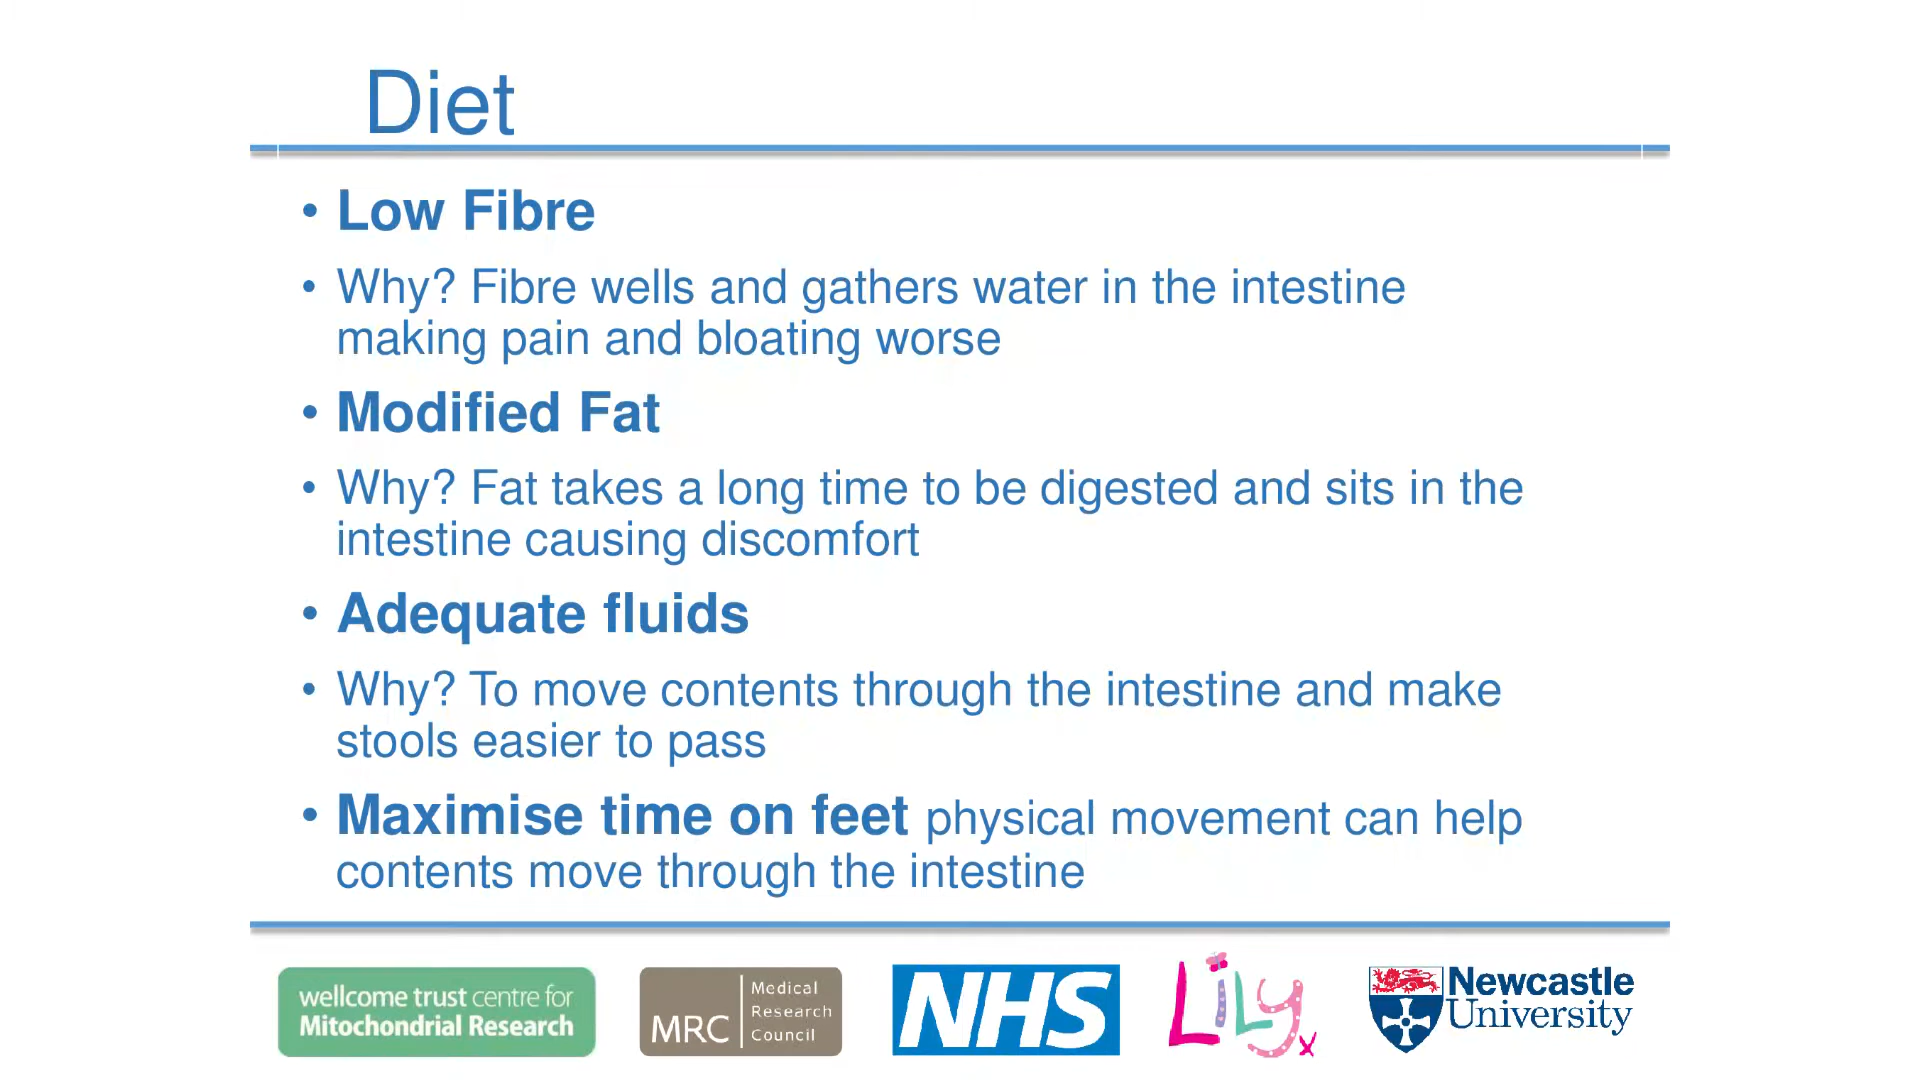 Diet
• Low Fibre
• Why? Fibre wells and gathers water in the intestine
making pain and bloating worse
• Modified Fat
• Why? Fat takes a long time to be digested and sits in the
intestine causing discomfort
• Adequate fluids
• Why? To move contents through the intestine and make
stools easier to pass
• Maximise time on feet physical movement can help
contents move through the intestine
wellcome trust centre for
Mitochondrial Research
MRC
Medical
Research
Council
NHS
Lily x
Newcastle
University